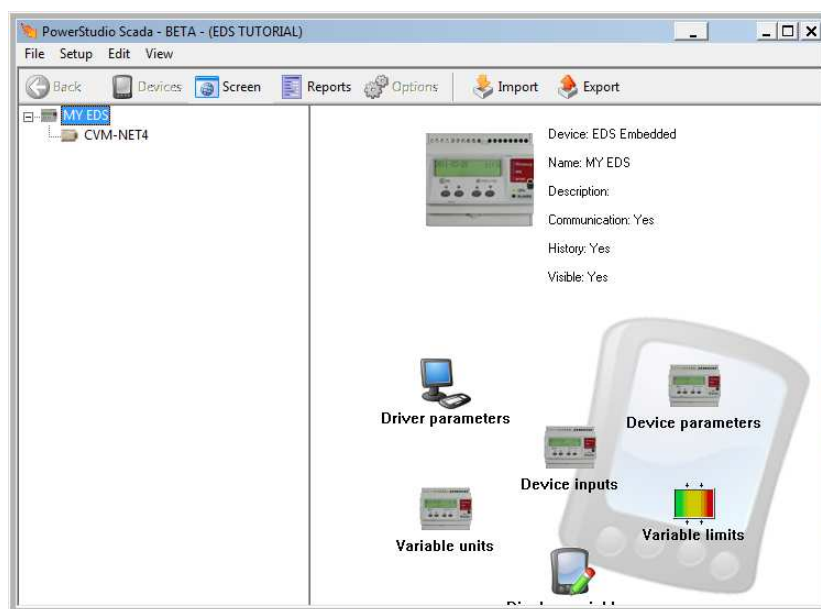 PowerStudio Scada - BETA - (EDS TUTORIAL)
File Setup Edit View
Back Devices Screen Reports Options Import Export
MY EDS
CVM-NET4
Device: EDS Embedded
Name: MY EDS
Description:
Communication: Yes
History: Yes
Visible: Yes
Driver parameters
Device parameters
Device inputs
Variable units
Variable limits